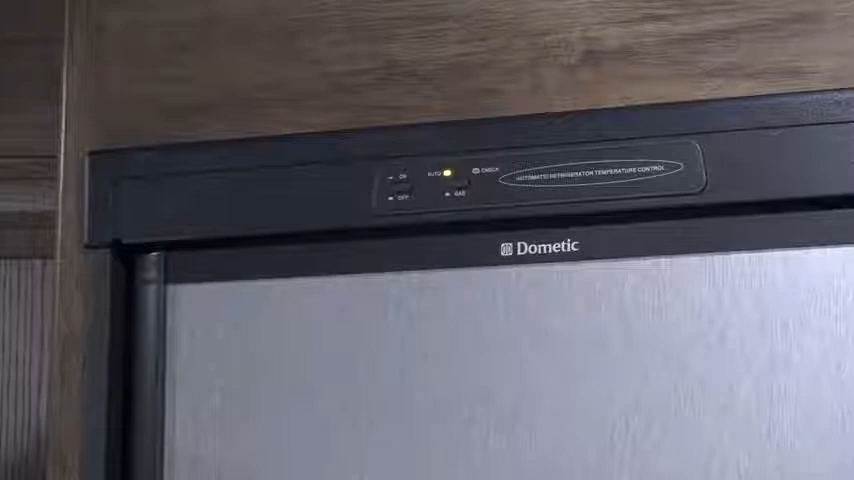 ON
AUTO
CHECK
OFF
GAS
AUTOMATIC REFRIGERATOR TEMPERATURE CONTROL
Dometic